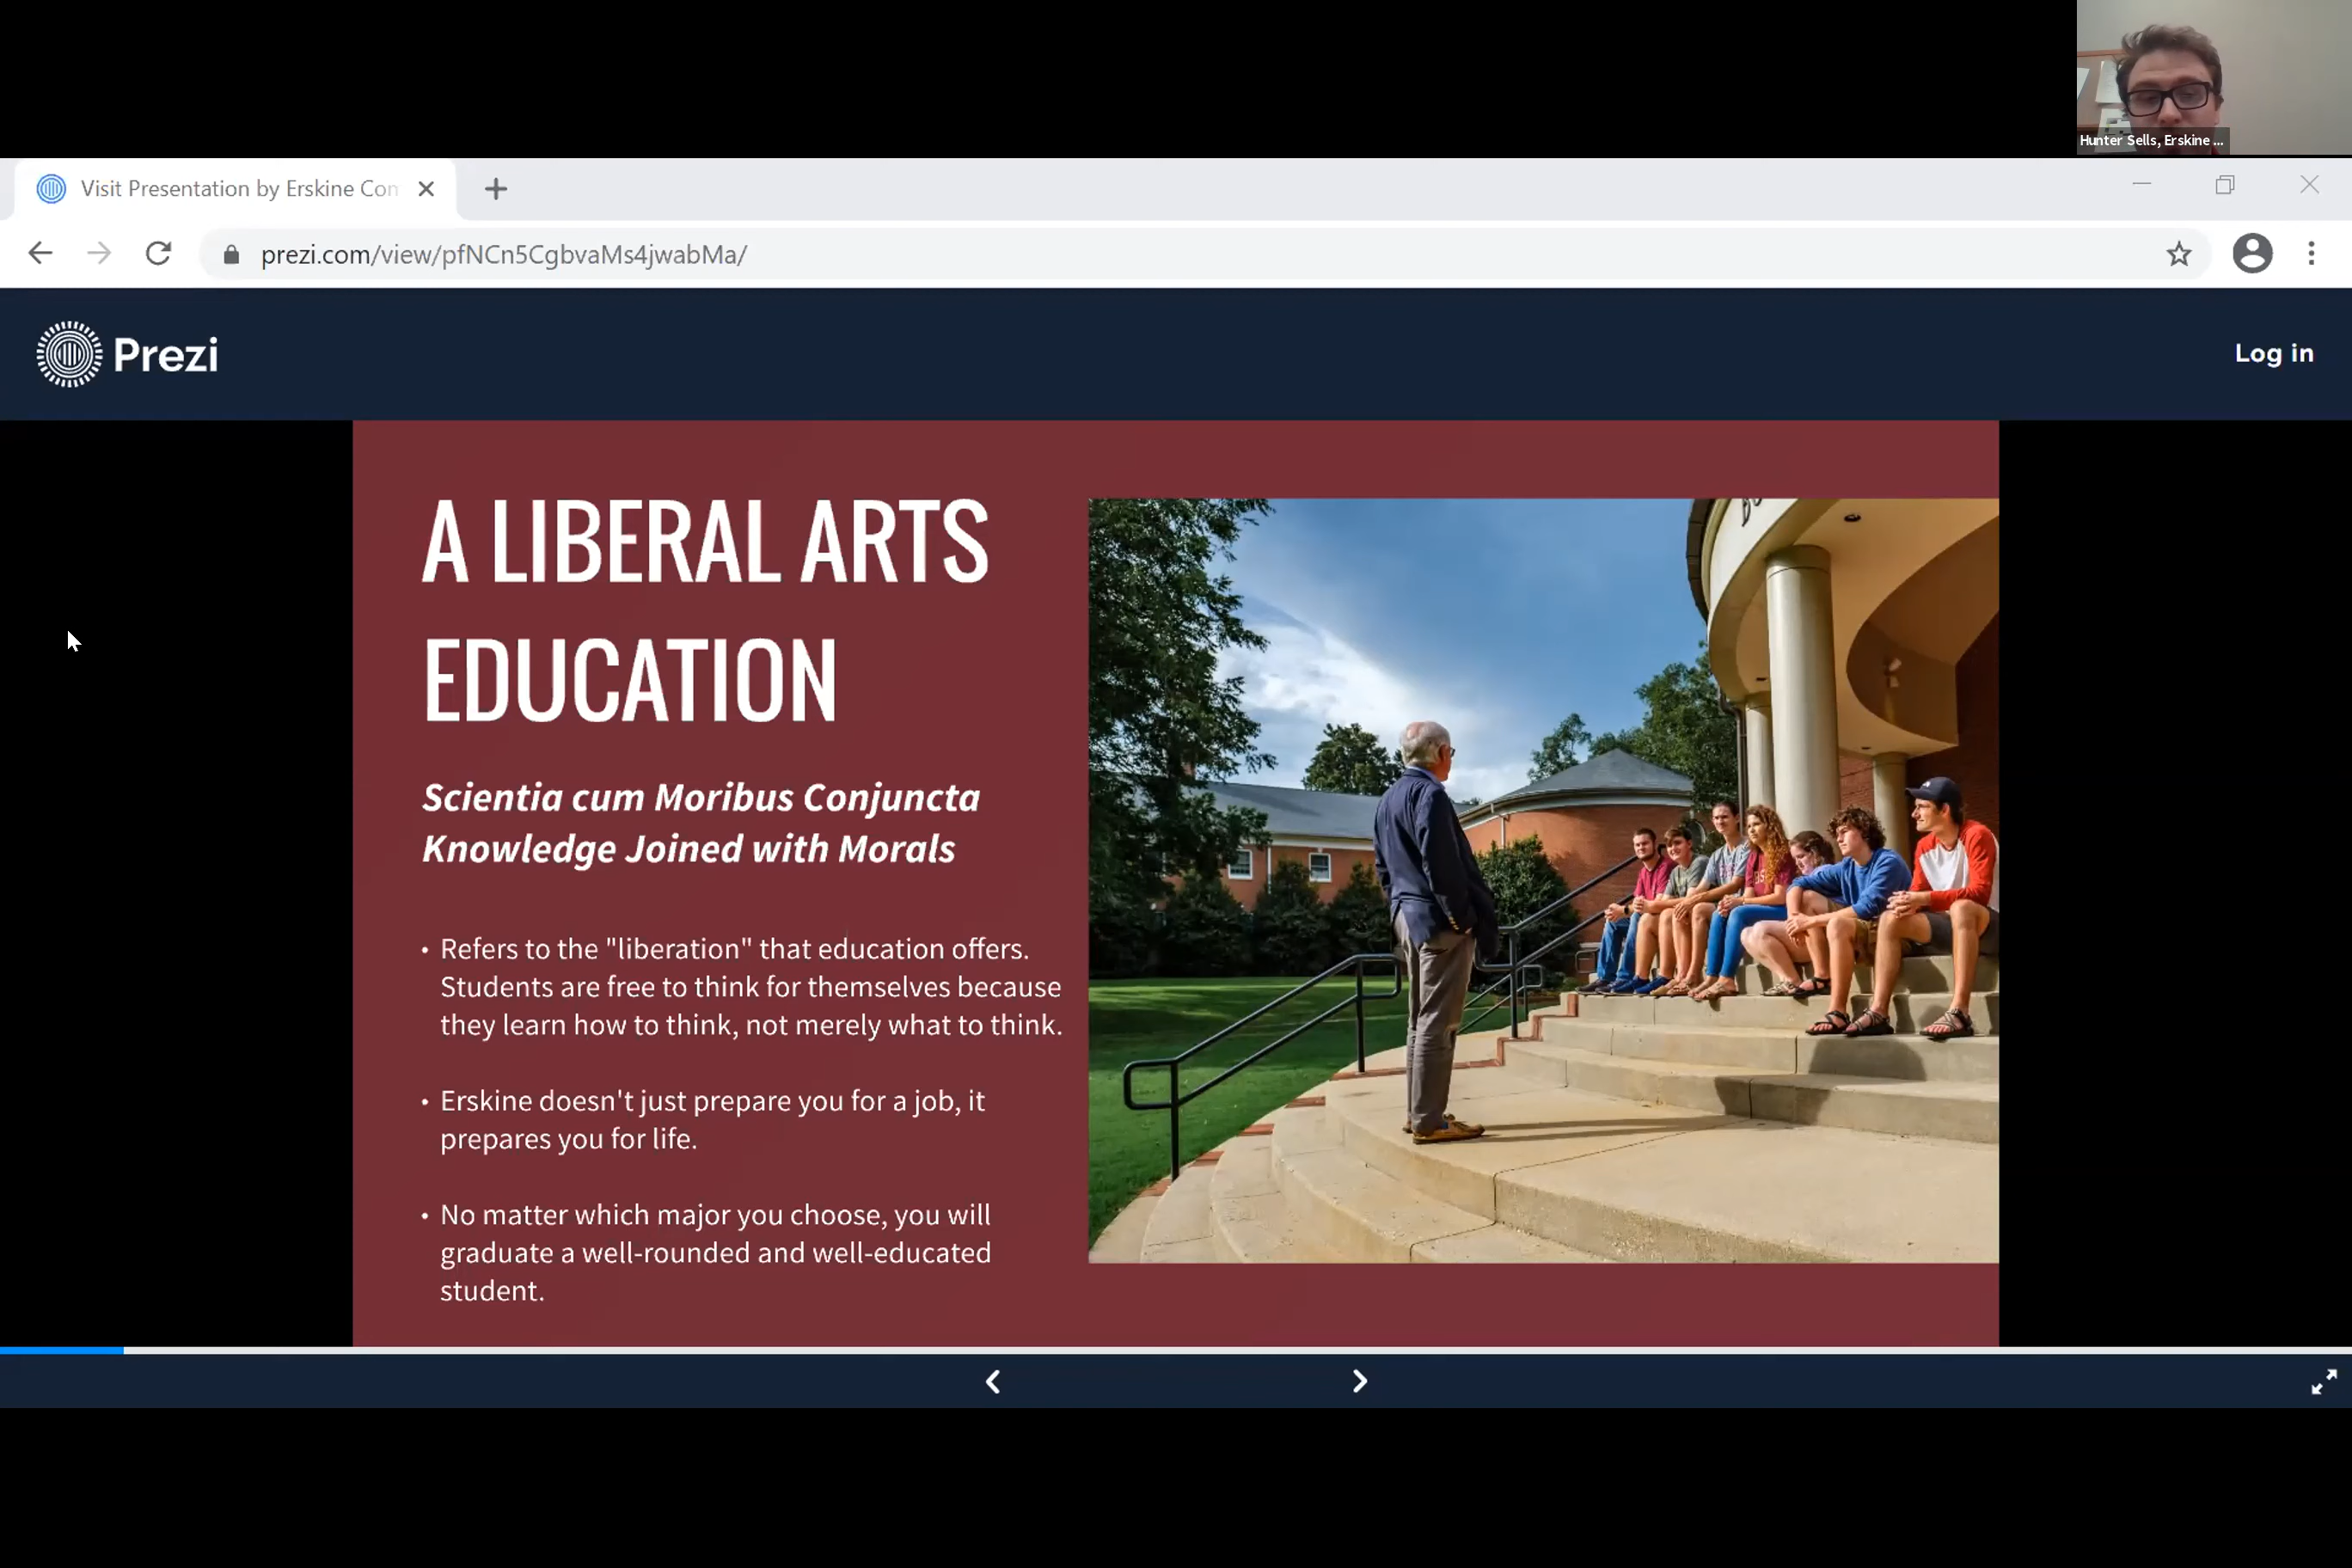 Hunter Sells, Erskine ...
Visit Presentation by Erskine Con
prezi.com/view/pfNCn5CgbvaMs4jwabMa/
Prezi
Log in
A LIBERAL ARTS
EDUCATION
Scientia cum Moribus Conjuncta
Knowledge Joined with Morals
• Refers to the "liberation" that education offers.
Students are free to think for themselves because
they learn how to think, not merely what to think.
• Erskine doesn't just prepare you for a job, it
prepares you for life.
• No matter which major you choose, you will
graduate a well-rounded and well-educated
student.